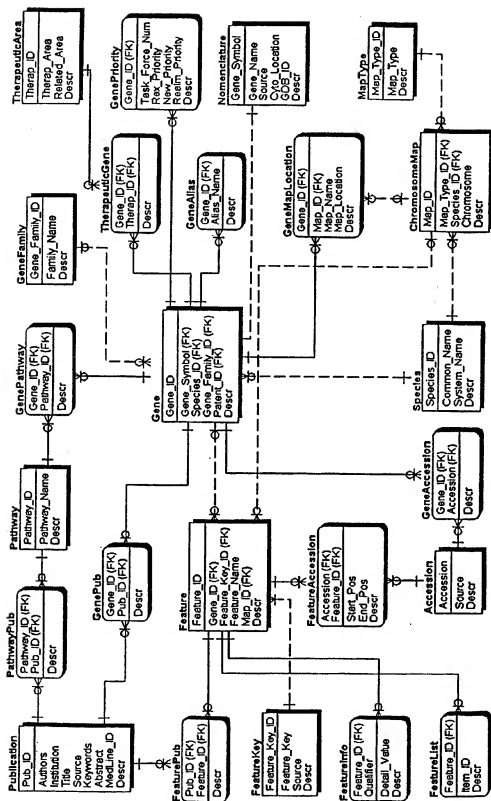 Publication
Pub_ID
Authors
Institution
Title
Source
Keywords
Abstract
MedLine_ID
Descr
PathwayPub
Pathway_ID (FK)
Pub_ID (FK)
Descr
Pathway
Pathway_ID
Pathway_Name
Descr
GenePathway
Gene_ID (FK)
Pathway_ID (FK)
Descr
GeneFamily
Gene_Family_ID
Family_Name
Descr
TherapeuticArea
Therap_ID
Therap_Area
Related_Area
Descr
GenePub
Gene_ID (FK)
Pub_ID (FK)
Descr
Gene
Gene_ID
Gene_Symbol (FK)
Species_ID (FK)
Gene_Family_ID (FK)
Patent_ID (FK)
Descr
TherapeuticGene
Gene_ID (FK)
Therap_ID (FK)
Descr
GenePriority
Gene_ID (FK)
Task_Force_Num
Rex_Priority
New_Priority
Realm_Priority
Descr
GeneAlias
Gene_ID (FK)
Alias_Name
Descr
Nomenclature
Gene_Symbol
Gene_Name
Source
Cyto_Location
GDB_ID
Descr
FeaturePub
Pub_ID (FK)
Feature_ID (FK)
Descr
Feature
Feature_ID
Gene_ID (FK)
Feature_Key_ID (FK)
Feature_Name
Map_ID (FK)
Descr
GeneMapLocation
Gene_ID (FK)
Map_ID (FK)
Map_Name
Map_Location
Descr
FeatureKey
Feature_Key_ID
Feature_Key
Source
Descr
FeatureAccession
Accession (FK)
Feature_ID (FK)
Start_Pos
End_Pos
Descr
Species
Species_ID
Common_Name
System_Name
Descr
ChromosomeMap
Map_ID
Map_Type_ID (FK)
Species_ID (FK)
Chromosome
Descr
MapType
Map_Type_ID
Map_Type
Descr
FeatureInfo
Feature_ID (FK)
Qualifier
Detail_Value
Descr
FeatureList
Feature_ID (FK)
Item_ID
Descr
Accession
Accession
Source
Descr
GeneAccession
Gene_ID (FK)
Accession (FK)
Descr